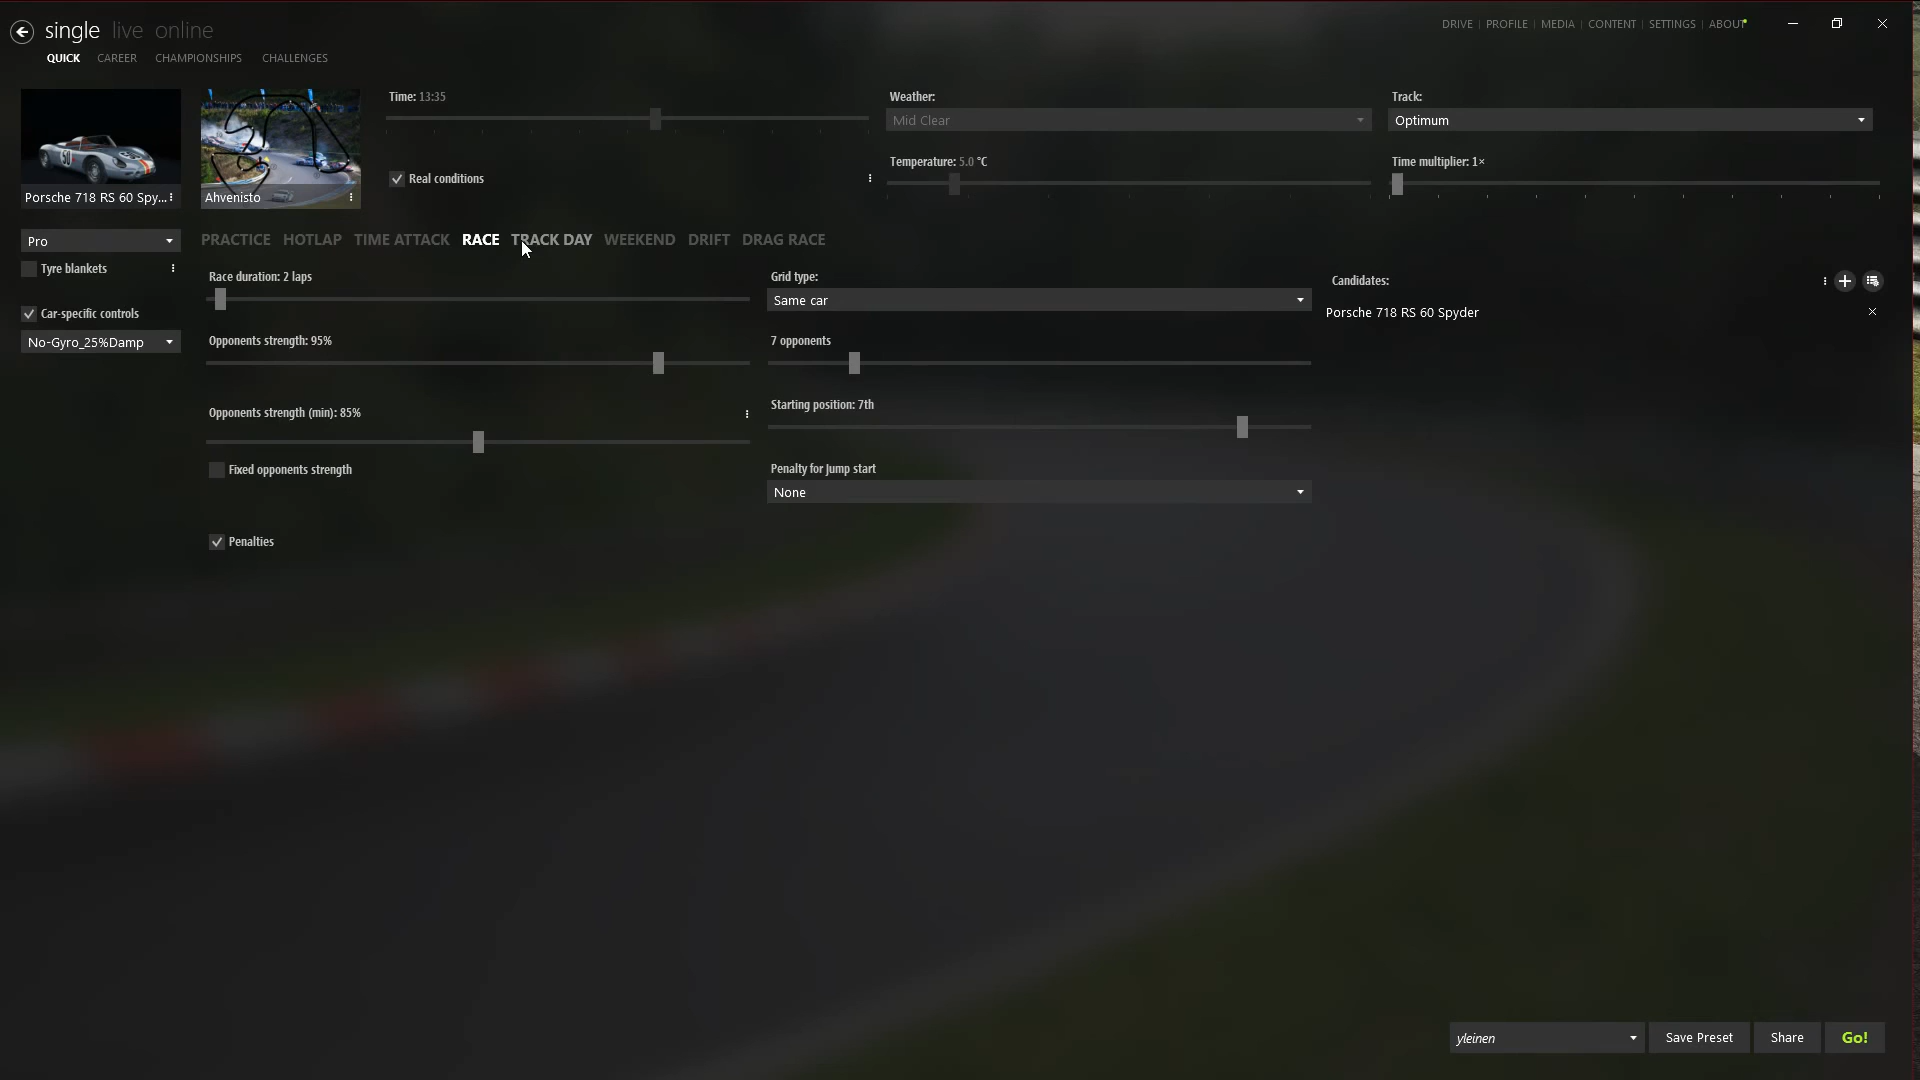 single live online
DRIVE | PROFILE | MEDIA | CONTENT | SETTINGS | ABOUT
QUICK CAREER CHAMPIONSHIPS CHALLENGES
Time: 13:35
Weather:
Track:
Mid Clear
Optimum
Temperature: 5.0 °C
Time multiplier: 1×
Real conditions
50
Porsche 718 RS 60 Spy...
Ahvenisto
Pro
PRACTICE HOTLAP TIME ATTACK RACE TRACK DAY WEEKEND DRIFT DRAG RACE
Tyre blankets
Race duration: 2 laps
Grid type:
Candidates:
Same car
Porsche 718 RS 60 Spyder
Car-specific controls
No-Gyro_25%Damp
Opponents strength: 95%
7 opponents
Opponents strength (min): 85%
Starting position: 7th
Fixed opponents strength
Penalty for jump start
None
Penalties
yleinen
Save Preset
Share
Go!